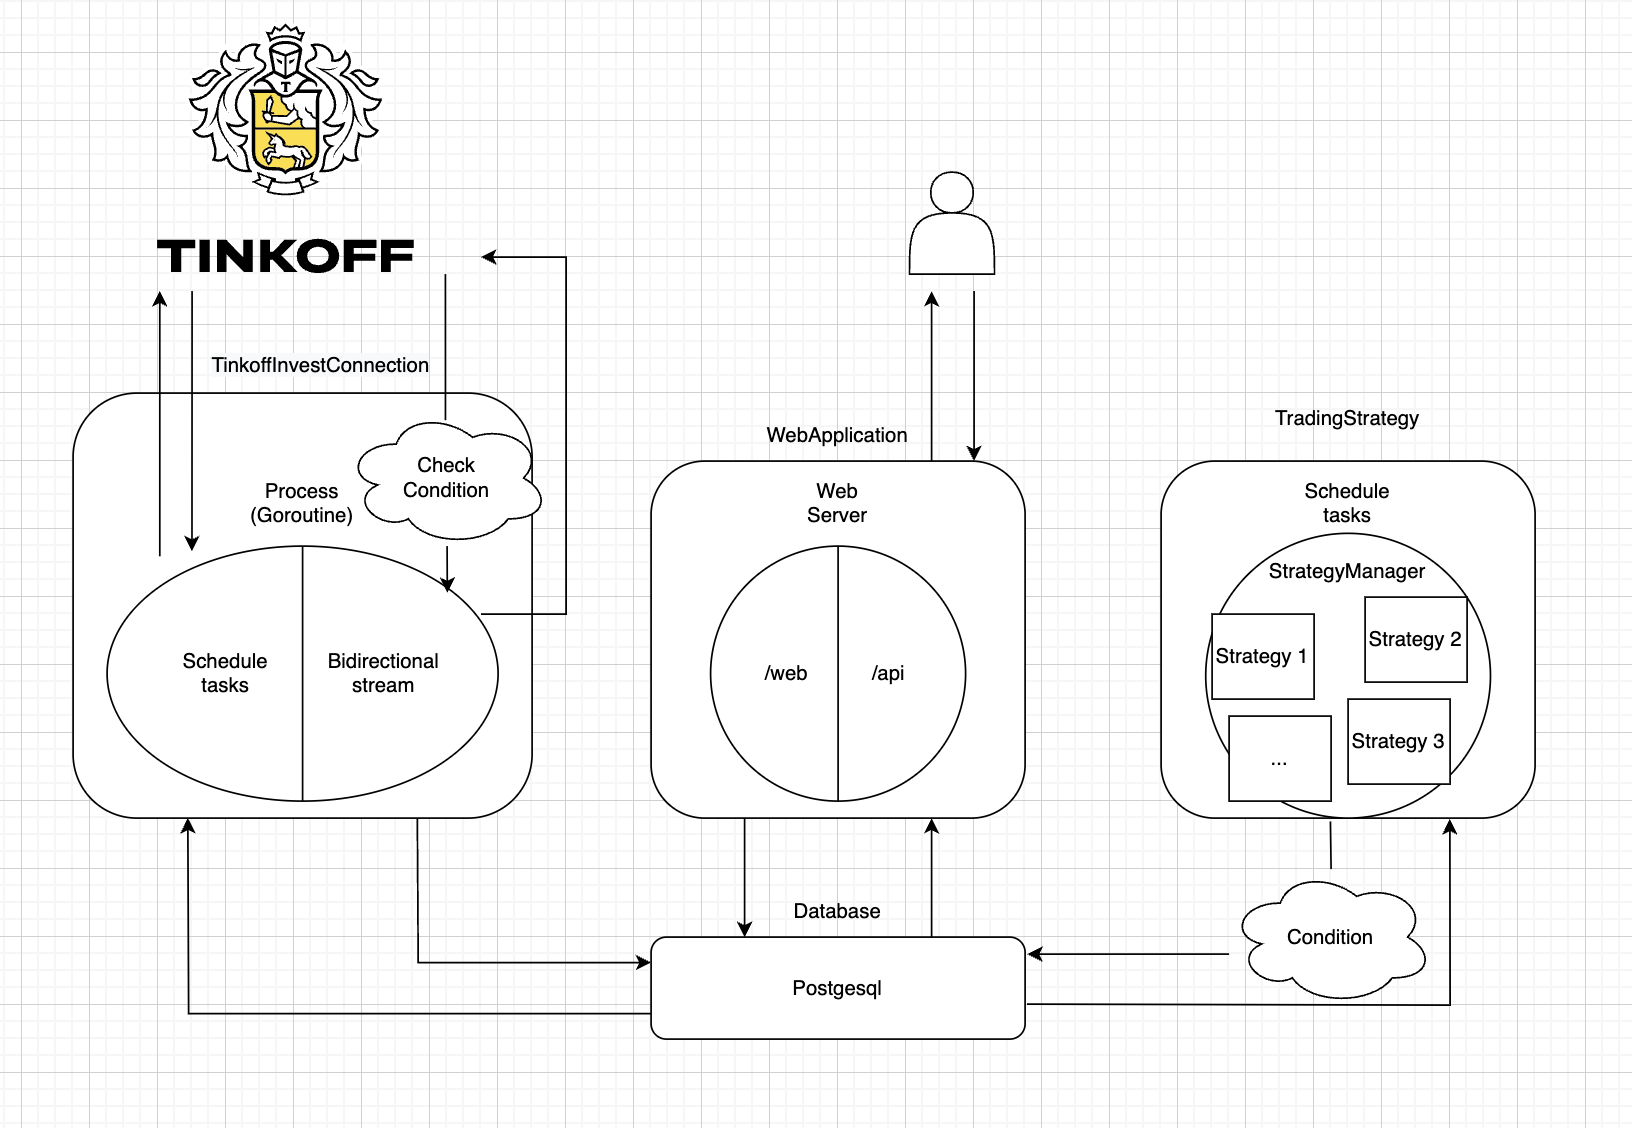 T
TINKOFF
TinkoffInvestConnection
Check
Condition
Process
(Goroutine)
Schedule
tasks
Bidirectional
stream
WebApplication
Web
Server
/web
/api
TradingStrategy
Schedule
tasks
StrategyManager
Strategy 1
Strategy 2
Strategy 3
...
Database
Postgesql
Condition